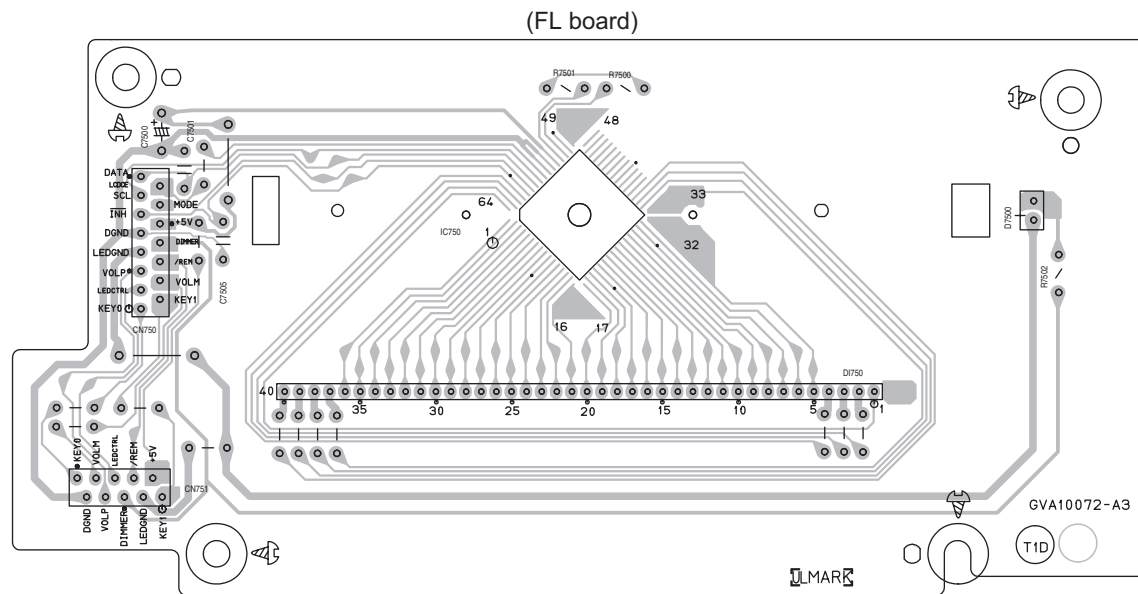 (FL board)
R7501
R7500
49
48
C7500
+
C7501
DATA
SCL
MODE
INH
+5V
DGND
DIMMER
LEDGND
/REM
VOLP
VOLM
LEDCTRL
KEY1
KEY0
CN750
C7505
64
IC750
1
33
32
16
17
D7500
R7502
DI750
40
35
30
25
20
15
10
5
1
KEY0
VOLM
LEDCTRL
/REM
+5V
CN751
DGND
VOLP
DIMMER
LEDGND
KEY1
GVA10072-A3
T1D
ULMARK